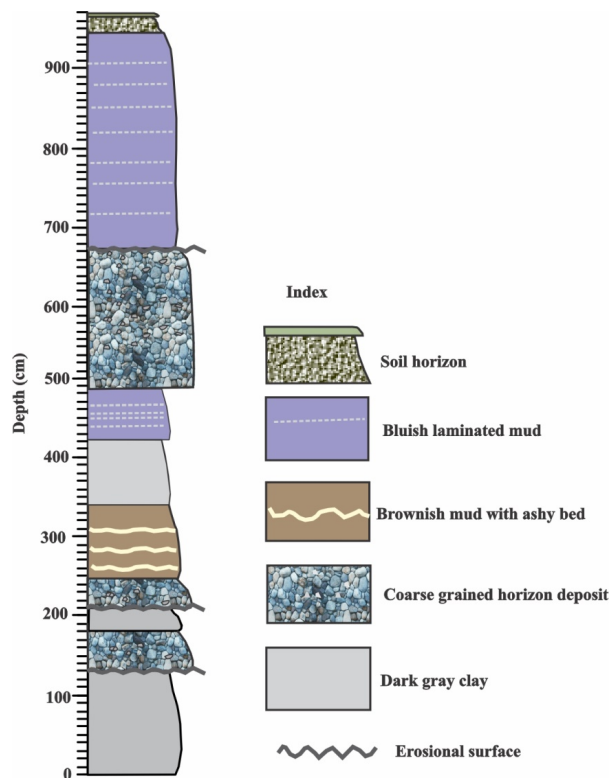 900
800
700
600
500
400
300
200
100
0
Depth (cm)
Index
Soil horizon
Bluish laminated mud
Brownish mud with ashy bed
Coarse grained horizon deposit
Dark gray clay
Erosional surface